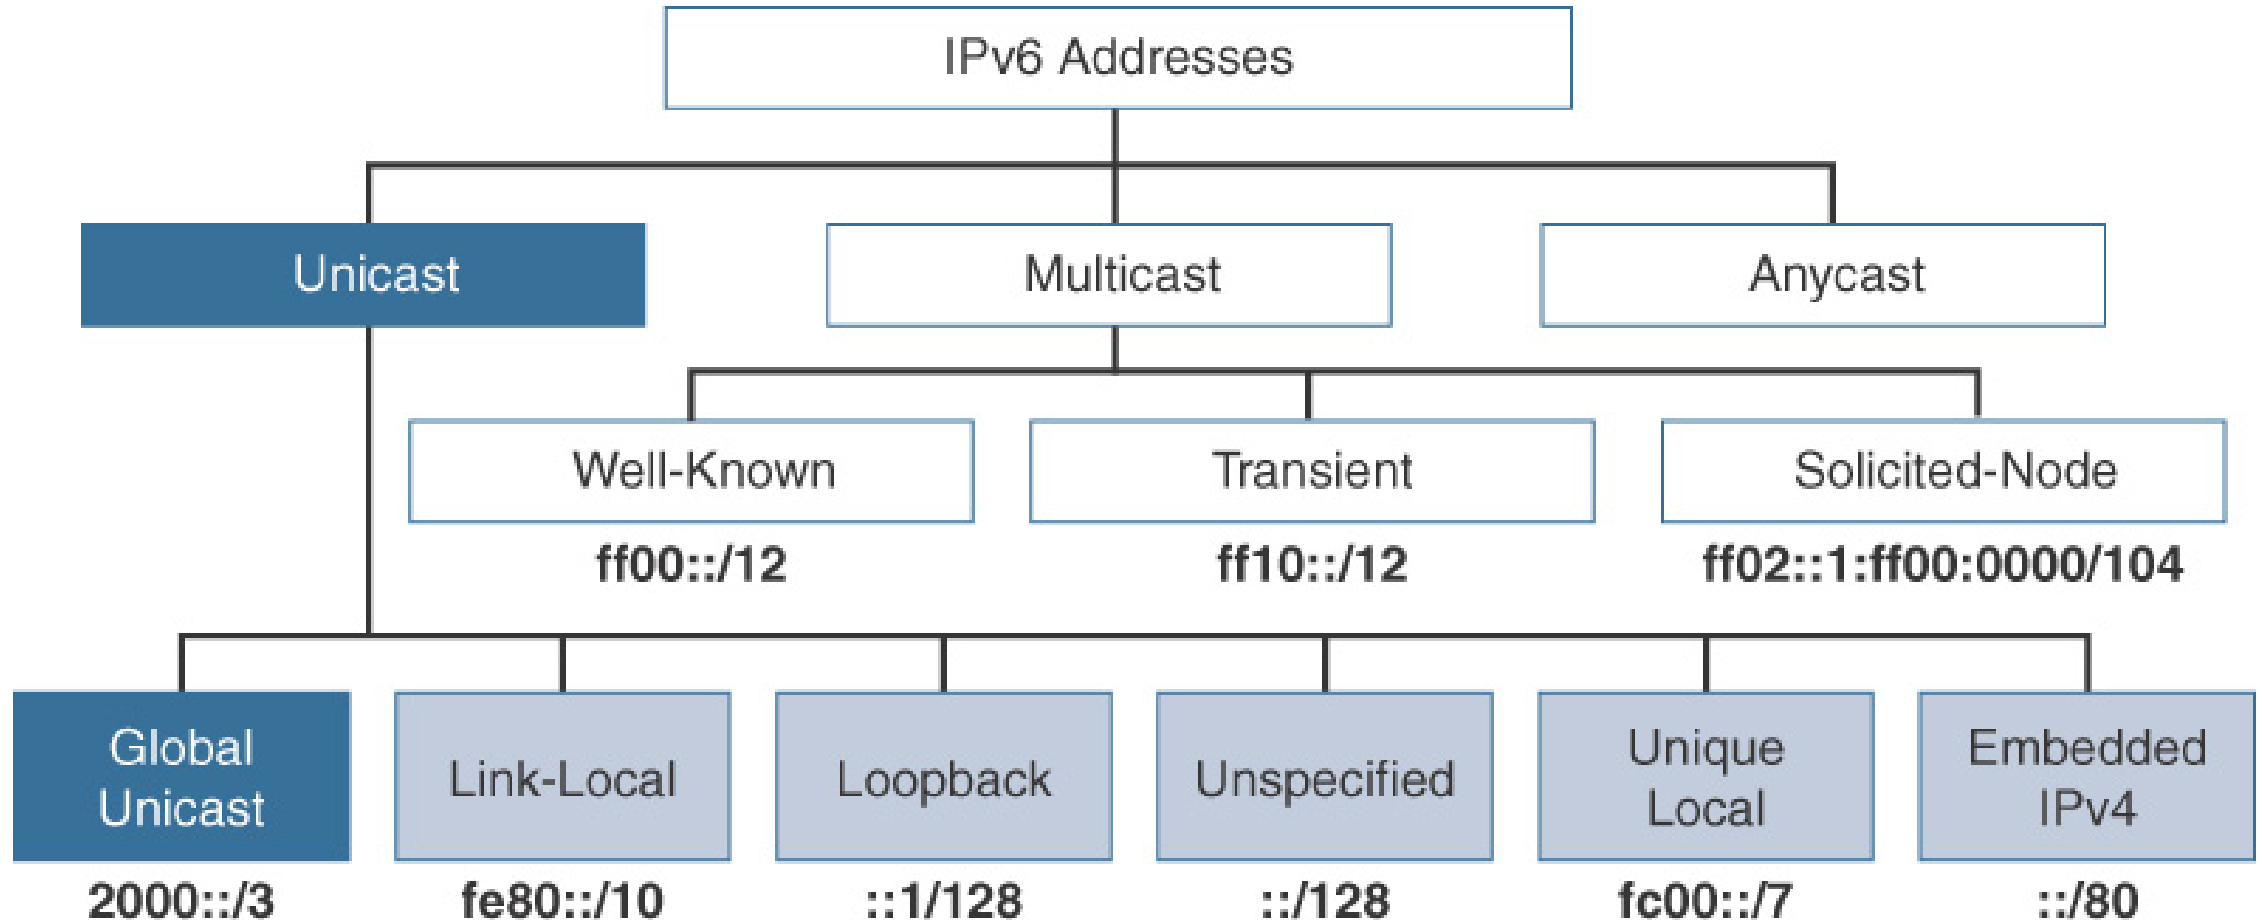 IPv6 Addresses
Unicast
Multicast
Anycast
Well-Known
Transient
Solicited-Node
ff00::/12
ff10::/12
ff02::1:ff00:0000/104
Global
Unicast
Link-Local
Loopback
Unspecified
Unique
Local
Embedded
IPv4
2000::/3
fe80::/10
::1/128
::/128
fc00::/7
::/80